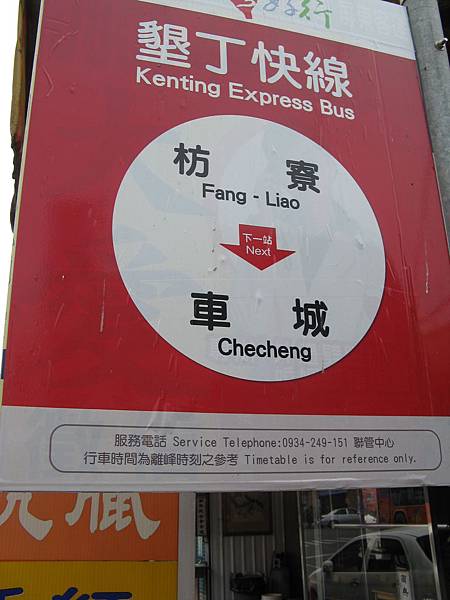 好行
墾丁快線
Kenting Express Bus
枋寮
Fang - Liao
下一站
Next
車城
Checheng
服務電話 Service Telephone:0934-249-151 聯管中心
行車時間為離峰時刻之參考 Timetable is for reference only.